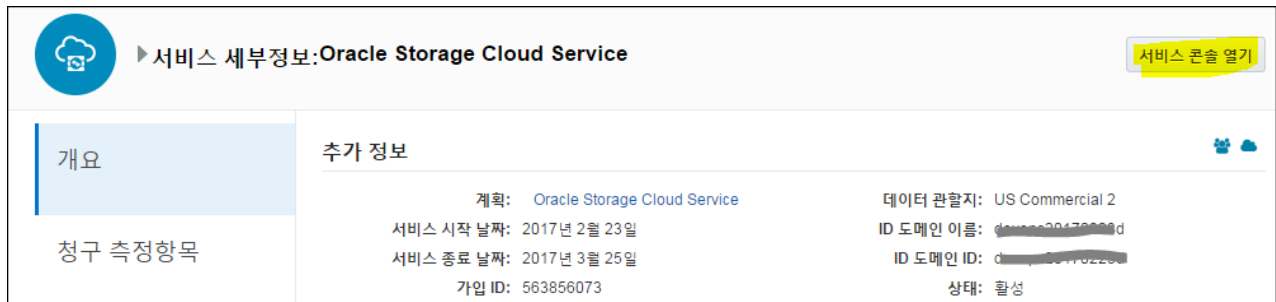 서비스 세부정보:Oracle Storage Cloud Service
서비스 콘솔 열기
개요
청구 측정항목
추가 정보
계획: Oracle Storage Cloud Service
데이터 관할지: US Commercial 2
서비스 시작 날짜: 2017년 2월 23일
ID 도메인 이름:
서비스 종료 날짜: 2017년 3월 25일
ID 도메인 ID:
가입 ID: 563856073
상태: 활성